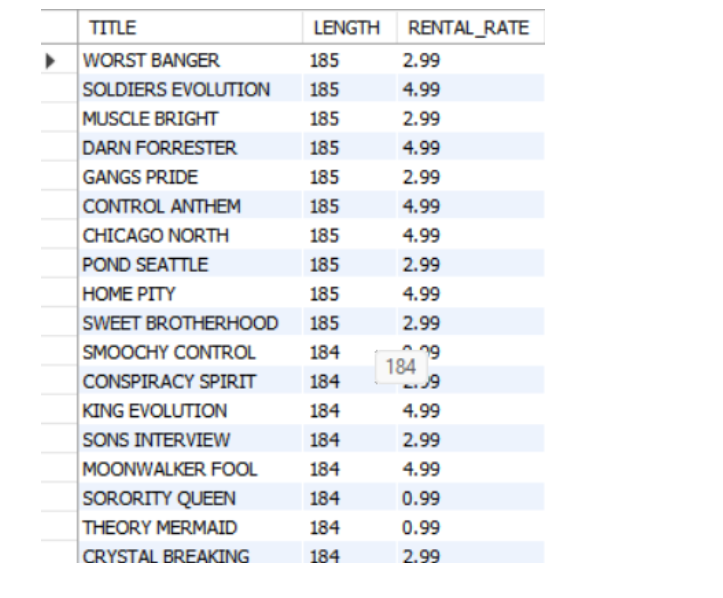 TITLE LENGTH RENTAL_RATE
WORST BANGER 185 2.99
SOLDIERS EVOLUTION 185 4.99
MUSCLE BRIGHT 185 2.99
DARN FORRESTER 185 4.99
GANGS PRIDE 185 2.99
CONTROL ANTHEM 185 4.99
CHICAGO NORTH 185 4.99
POND SEATTLE 185 2.99
HOME PITY 185 4.99
SWEET BROTHERHOOD 185 2.99
SMOOCHY CONTROL 184
184
CONSPIRACY SPIRIT 184
KING EVOLUTION 184 4.99
SONS INTERVIEW 184 2.99
MOONWALKER FOOL 184 4.99
SORORITY QUEEN 184 0.99
THEORY MERMAID 184 0.99
CRYSTAL BREAKING 184 2.99